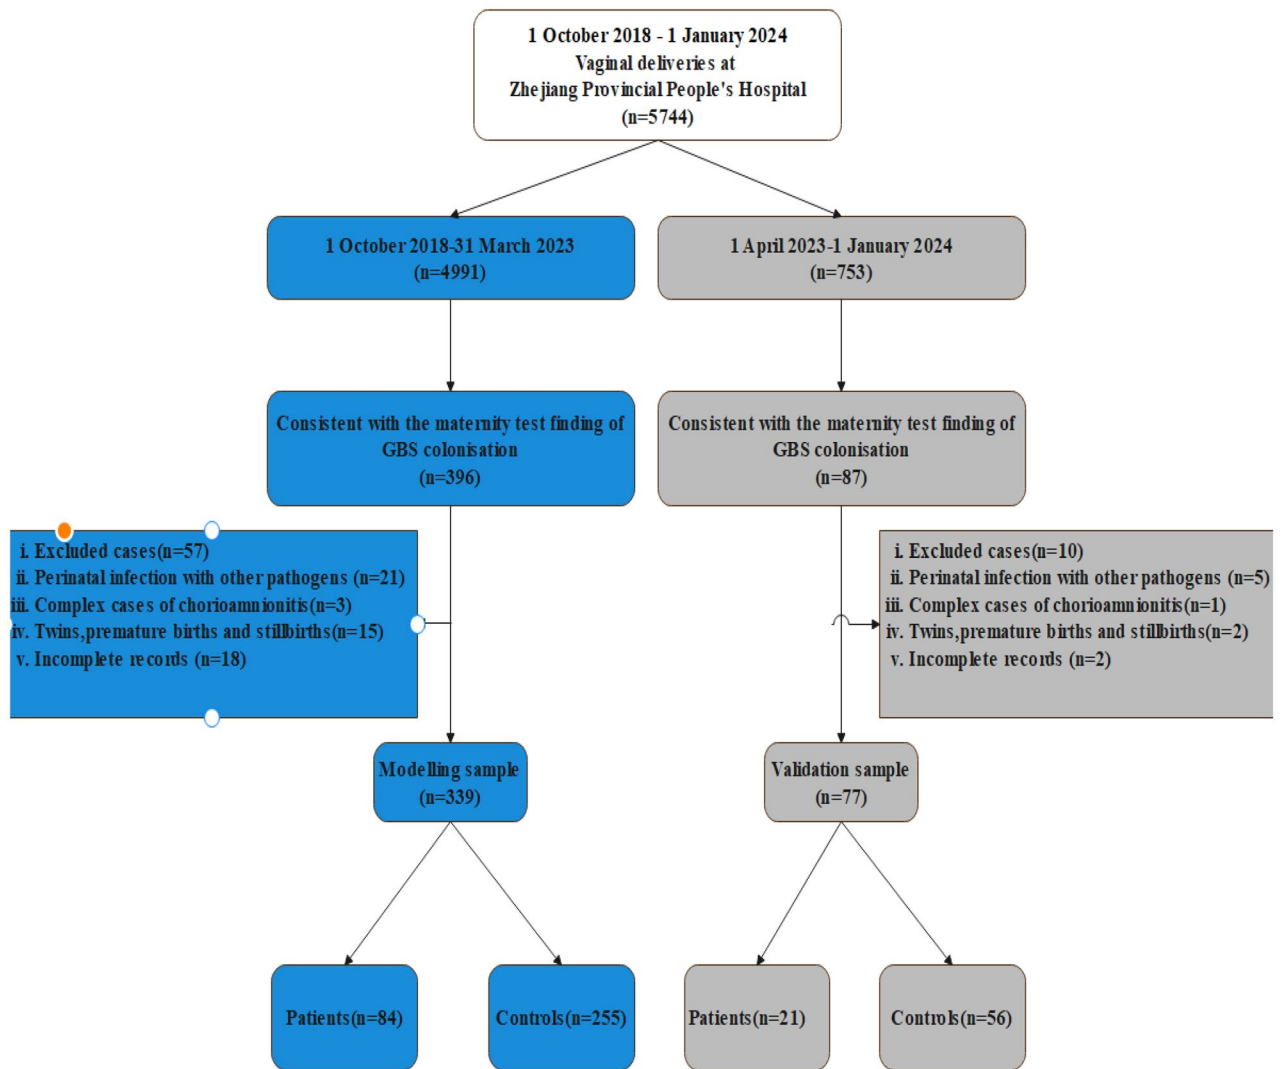 1 October 2018 - 1 January 2024
Vaginal deliveries at
Zhejiang Provincial People's Hospital
(n=5744)
1 October 2018-31 March 2023
(n=4991)
1 April 2023-1 January 2024
(n=753)
Consistent with the maternity test finding of
GBS colonisation
(n=396)
Consistent with the maternity test finding of
GBS colonisation
(n=87)
i. Excluded cases(n=57)
ii. Perinatal infection with other pathogens (n=21)
iii. Complex cases of chorioamnionitis(n=3)
iv. Twins,premature births and stillbirths(n=15)
v. Incomplete records (n=18)
i. Excluded cases(n=10)
ii. Perinatal infection with other pathogens (n=5)
iii. Complex cases of chorioamnionitis(n=1)
iv. Twins,premature births and stillbirths(n=2)
v. Incomplete records (n=2)
Modelling sample
(n=339)
Validation sample
(n=77)
Patients(n=84)
Controls(n=255)
Patients(n=21)
Controls(n=56)